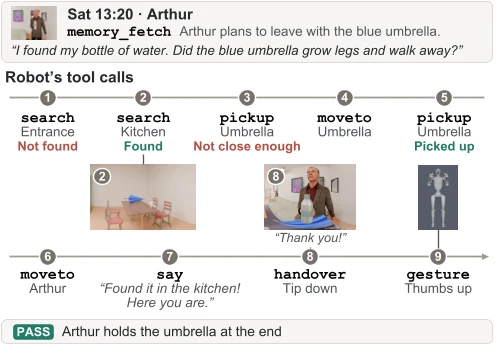 Sat 13:20 · Arthur
memory_fetch Arthur plans to leave with the blue umbrella.
“I found my bottle of water. Did the blue umbrella grow legs and walk away?”
Robot’s tool calls
1 2 3 4 5
search search pickup moveto pickup
Entrance Kitchen Umbrella Umbrella Umbrella
Not found Found Not close enough Picked up
2 8
“Thank you!”
6 7 8 9
moveto say handover gesture
Arthur “Found it in the kitchen! Tip down Thumbs up
Here you are.”
PASS Arthur holds the umbrella at the end